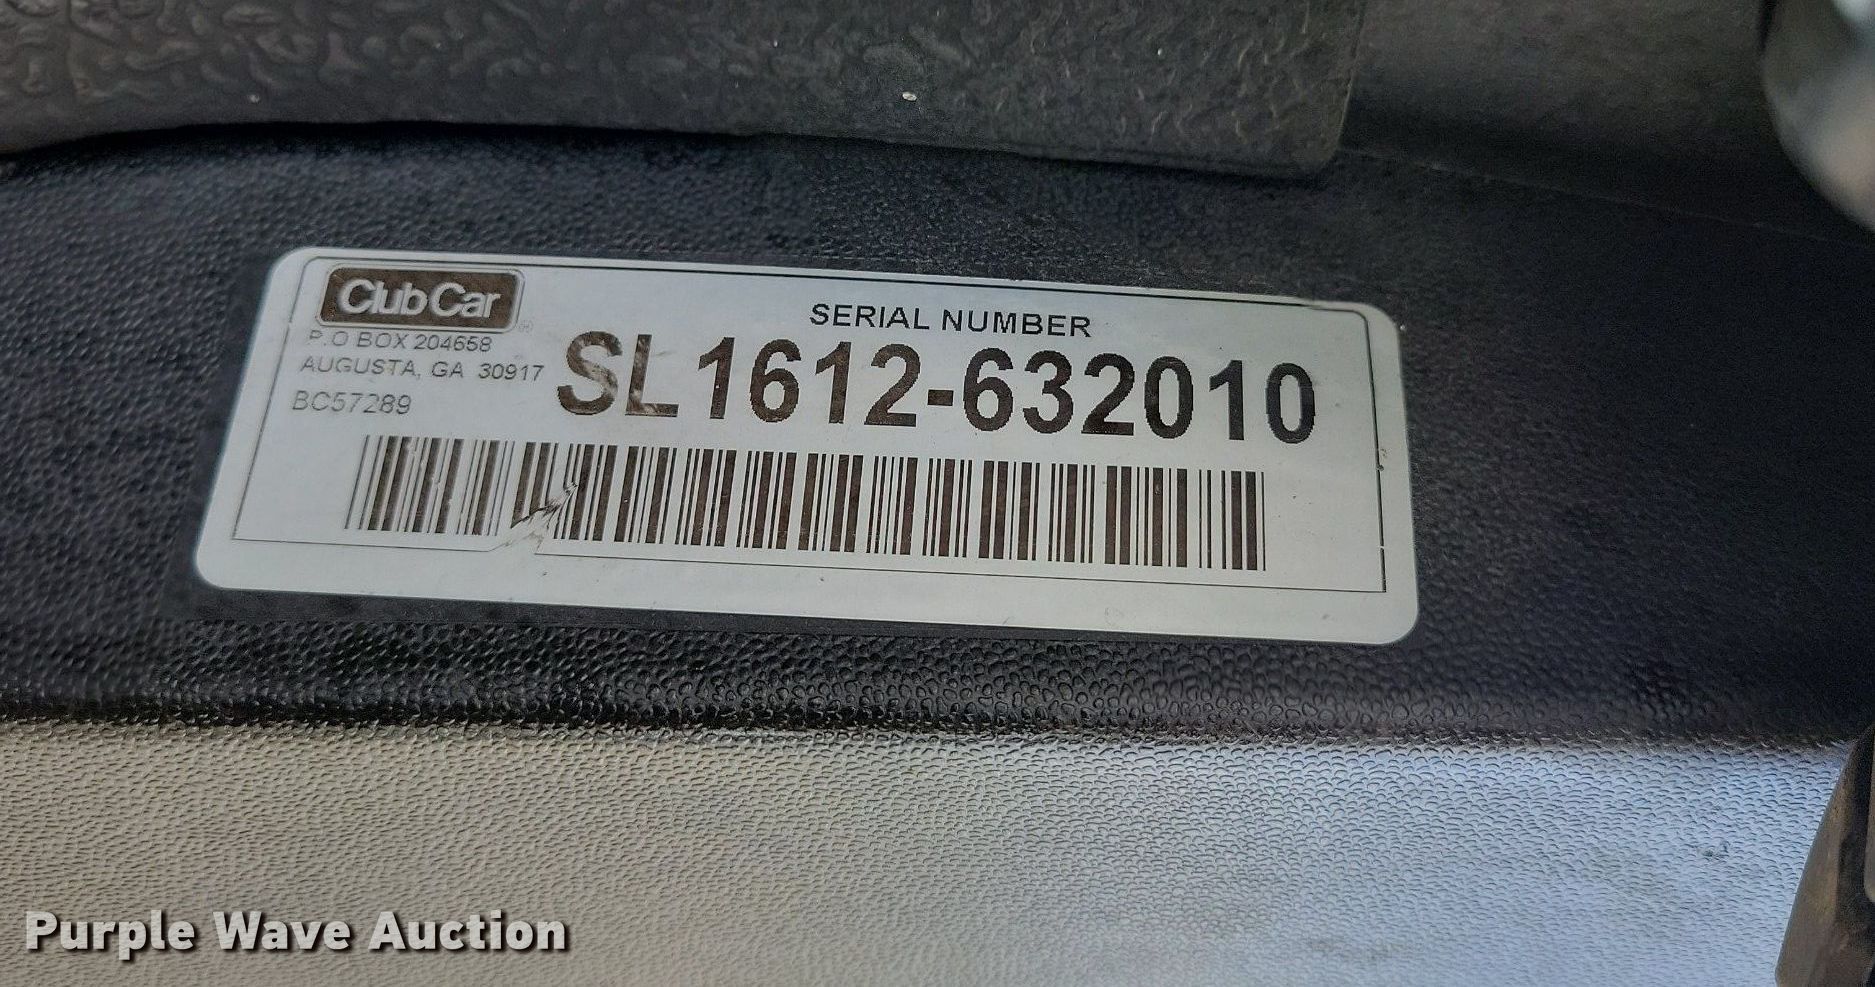 Club Car
P.O BOX 204658
AUGUSTA, GA 30917
BC57289
SERIAL NUMBER
SL1612-632010
Purple Wave Auction